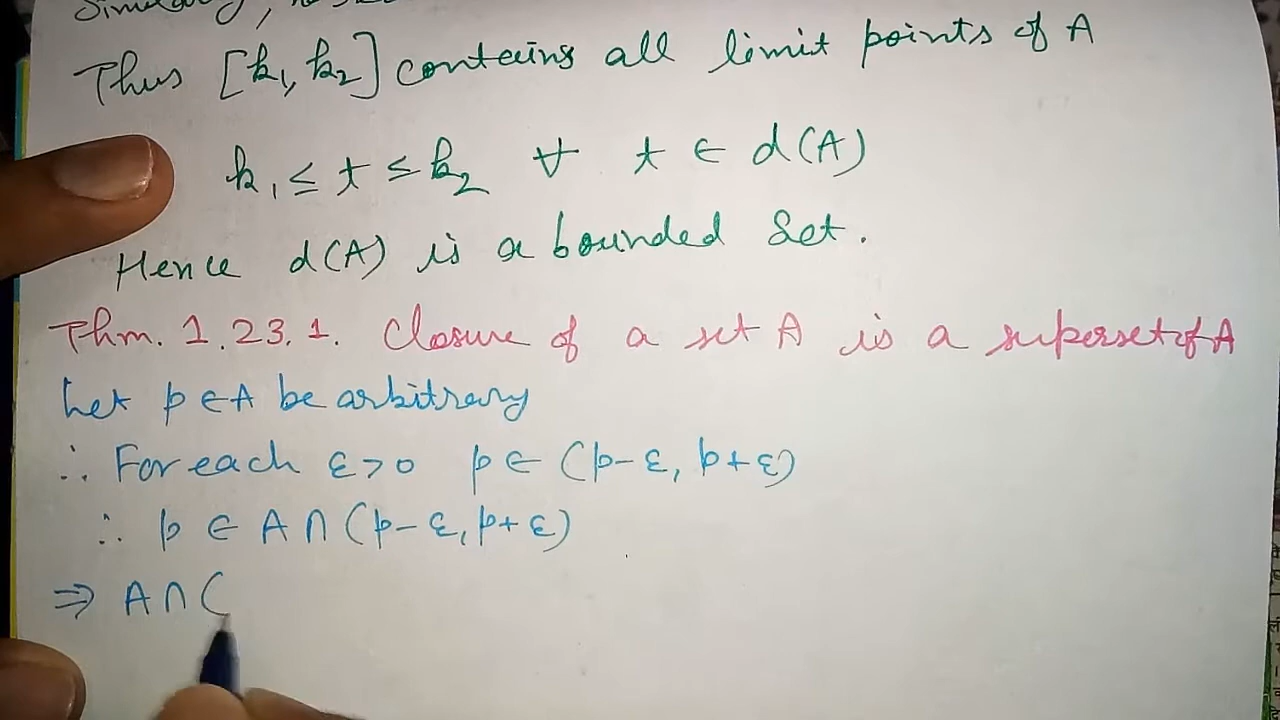 Thus [k₁, k₂] contains all limit points of A
k₁ ≤ t ≤ k₂ ∀ t ∈ d(A)
Hence d(A) is a bounded set.
Thm. 1.23.1. Closure of a set A is a superset of A
Let p ∈ A be arbitrary
∴ For each ε>0 p ∈ (p-ε, p+ε)
∴ p ∈ A ∩ (p-ε, p+ε)
⇒ A ∩ (